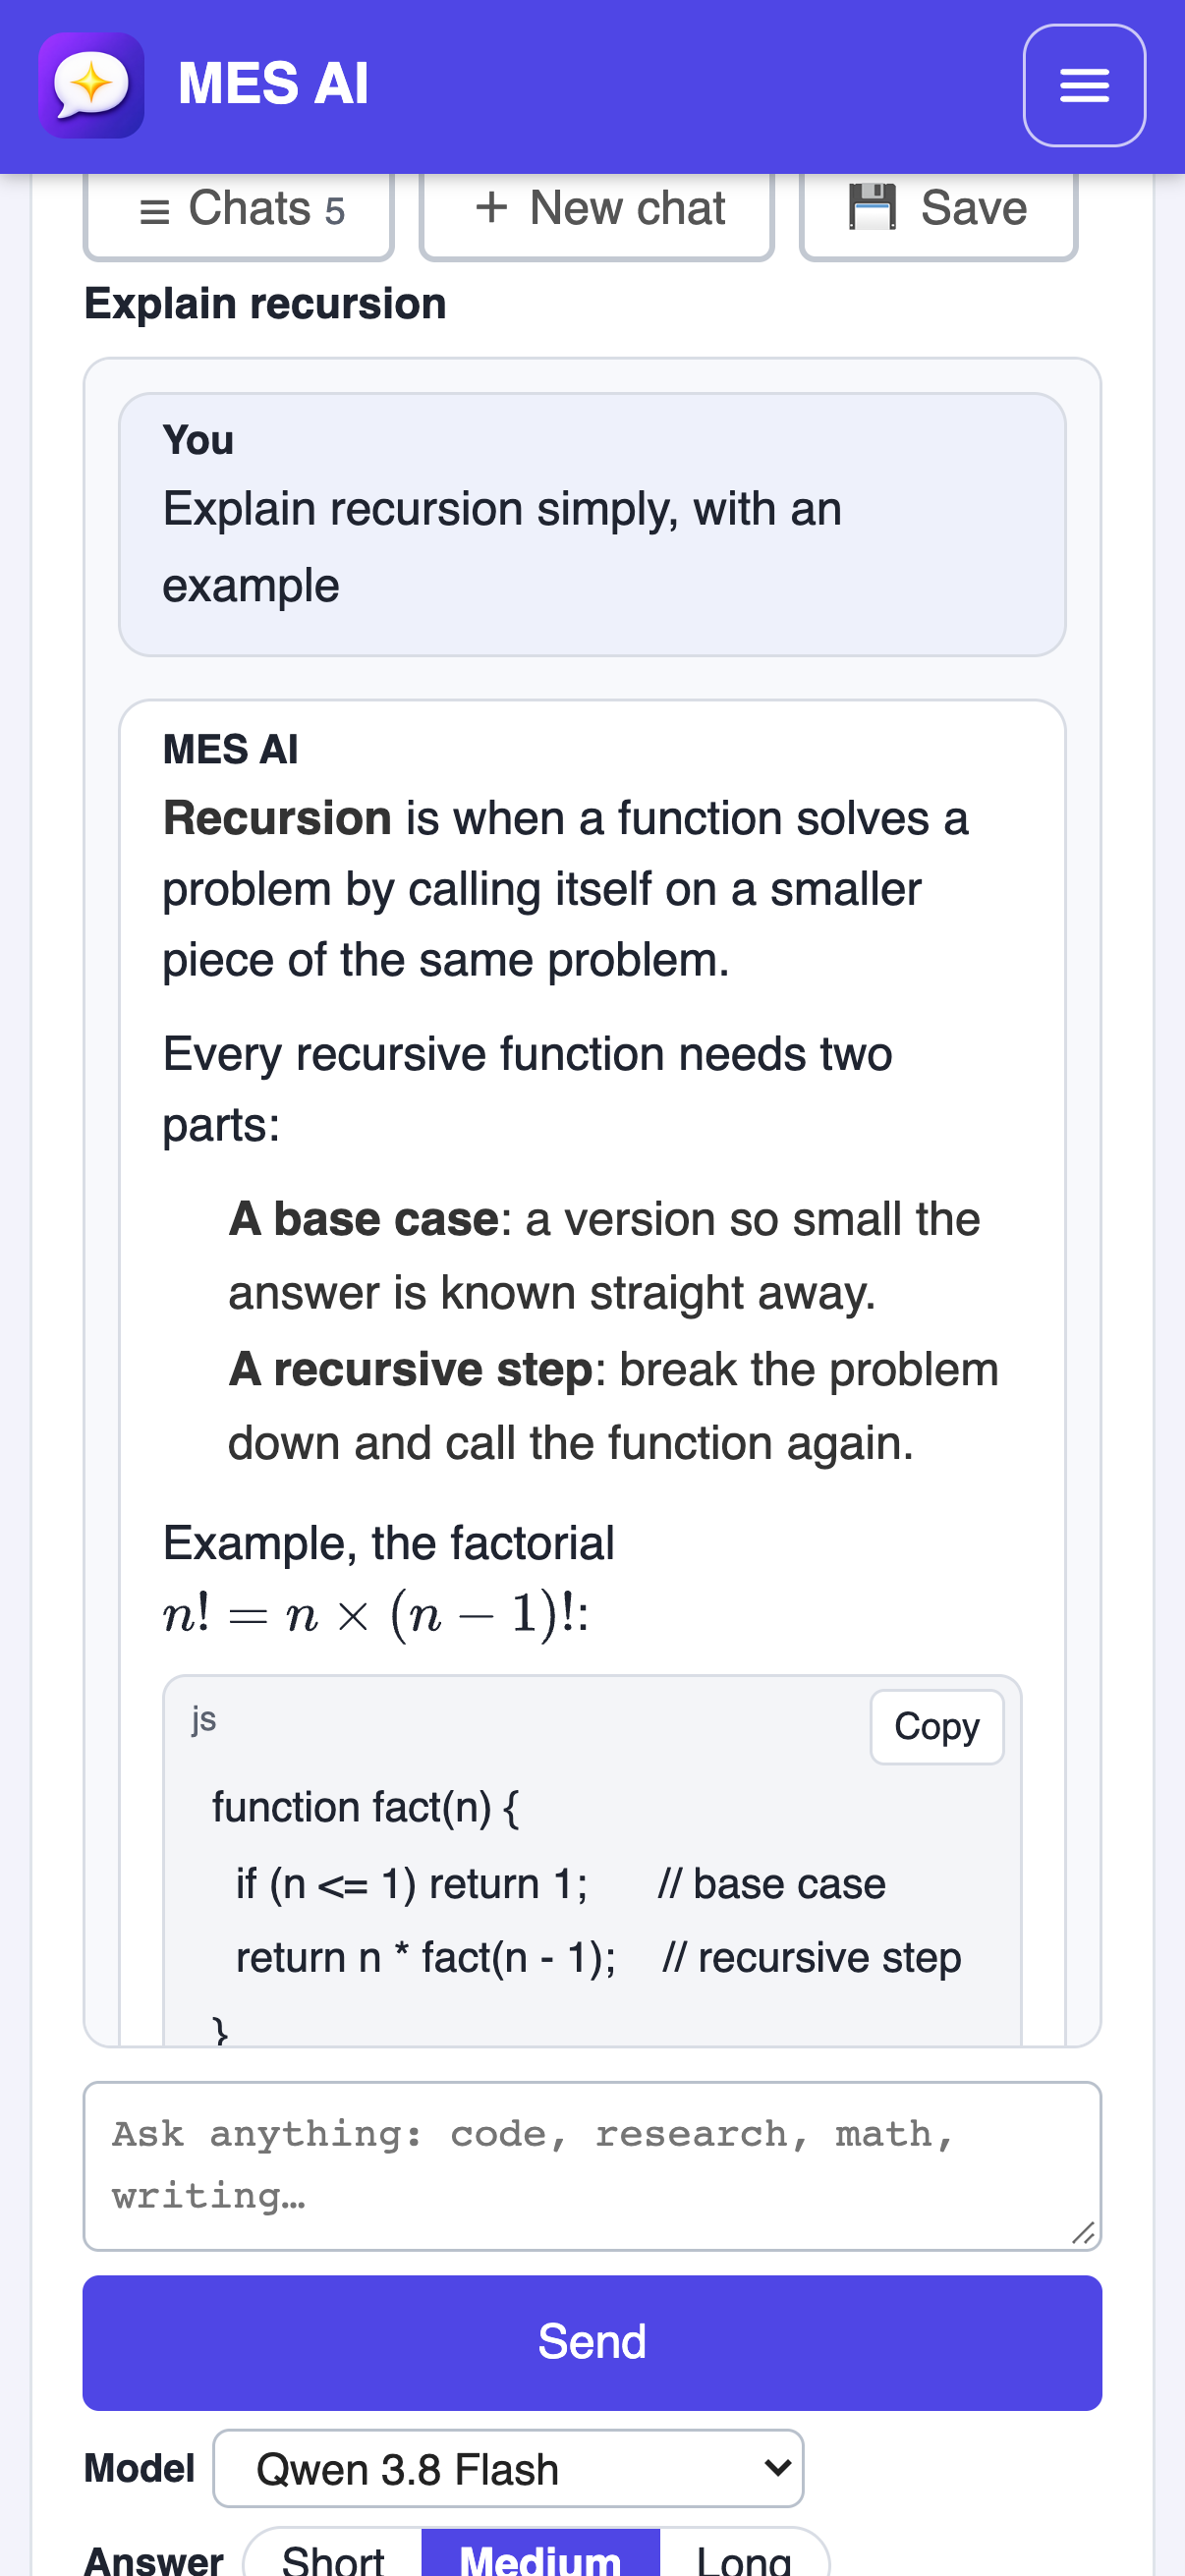 MES AI
≡ Chats 5
+ New chat
💾 Save
Explain recursion
You
Explain recursion simply, with an
example
MES AI
Recursion is when a function solves a
problem by calling itself on a smaller
piece of the same problem.
Every recursive function needs two
parts:
A base case: a version so small the
answer is known straight away.
A recursive step: break the problem
down and call the function again.
Example, the factorial
n! = n × (n − 1)!:
js
Copy
function fact(n) {
  if (n <= 1) return 1;      // base case
  return n * fact(n - 1);    // recursive step
}
Ask anything: code, research, math,
writing…
Send
Model
Qwen 3.8 Flash
Answer
Short
Medium
Long